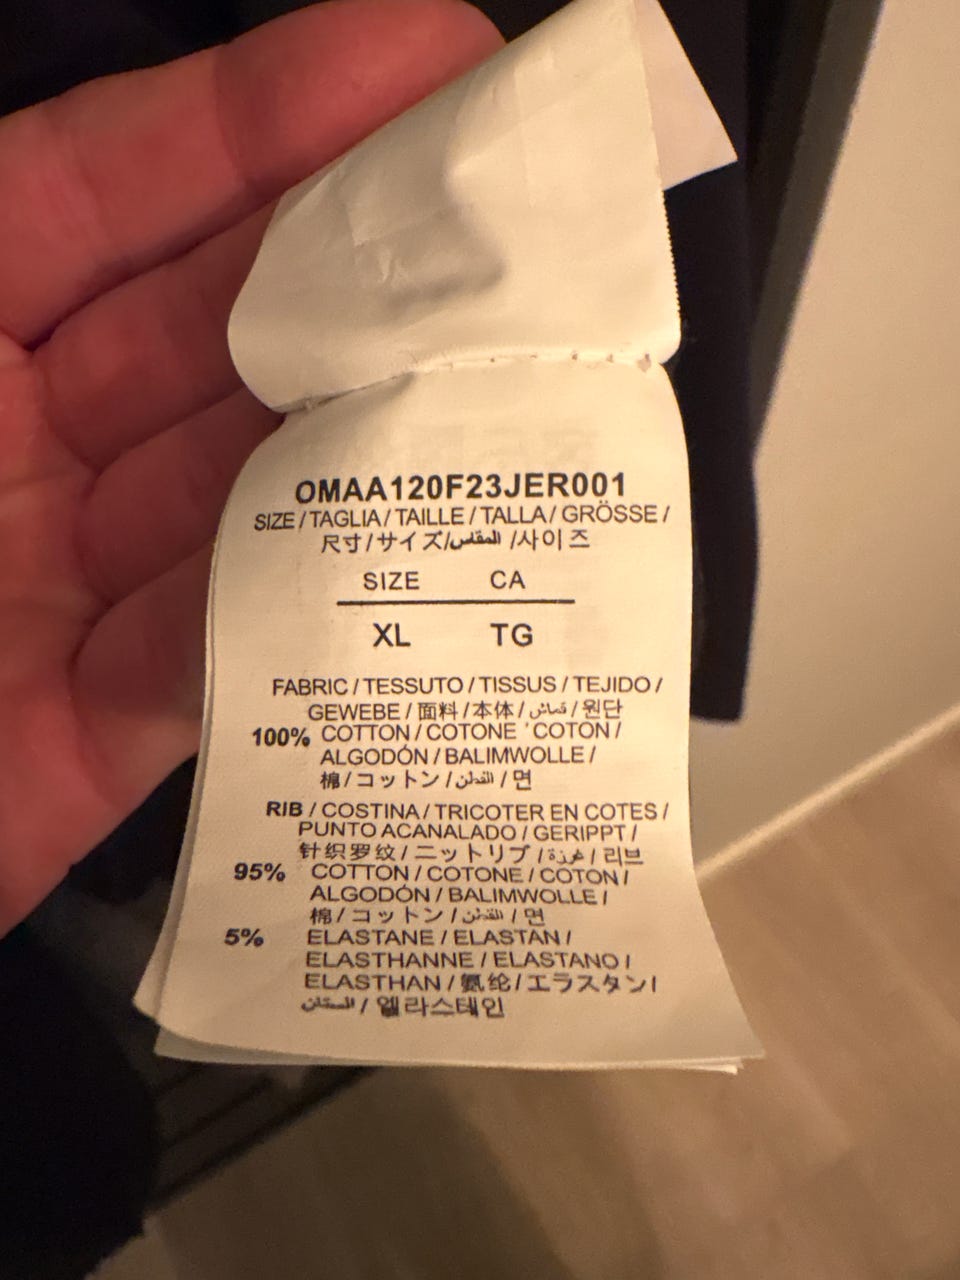 OMAA120F23JER001
SIZE / TAGLIA / TAILLE / TALLA / GRÖSSE /
尺寸 / サイズ / المقاس / 사이즈
SIZE CA
XL TG
FABRIC / TESSUTO / TISSUS / TEJIDO /
GEWEBE / 面料 / 本体 / قماش / 원단
100% COTTON / COTONE ' COTON /
ALGODÓN / BALIMWOLLE /
棉 / コットン / القطن / 면
RIB / COSTINA / TRICOTER EN COTES /
PUNTO ACANALADO / GERIPPT /
针织罗纹 / ニットリブ / غرزة / 리브
95% COTTON / COTONE / COTON /
ALGODÓN / BALIMWOLLE /
棉 / コットン / القطن / 면
5% ELASTANE / ELASTAN /
ELASTHANNE / ELASTANO /
ELASTHAN / 氨纶 / エラスタン /
/ 엘라스테인